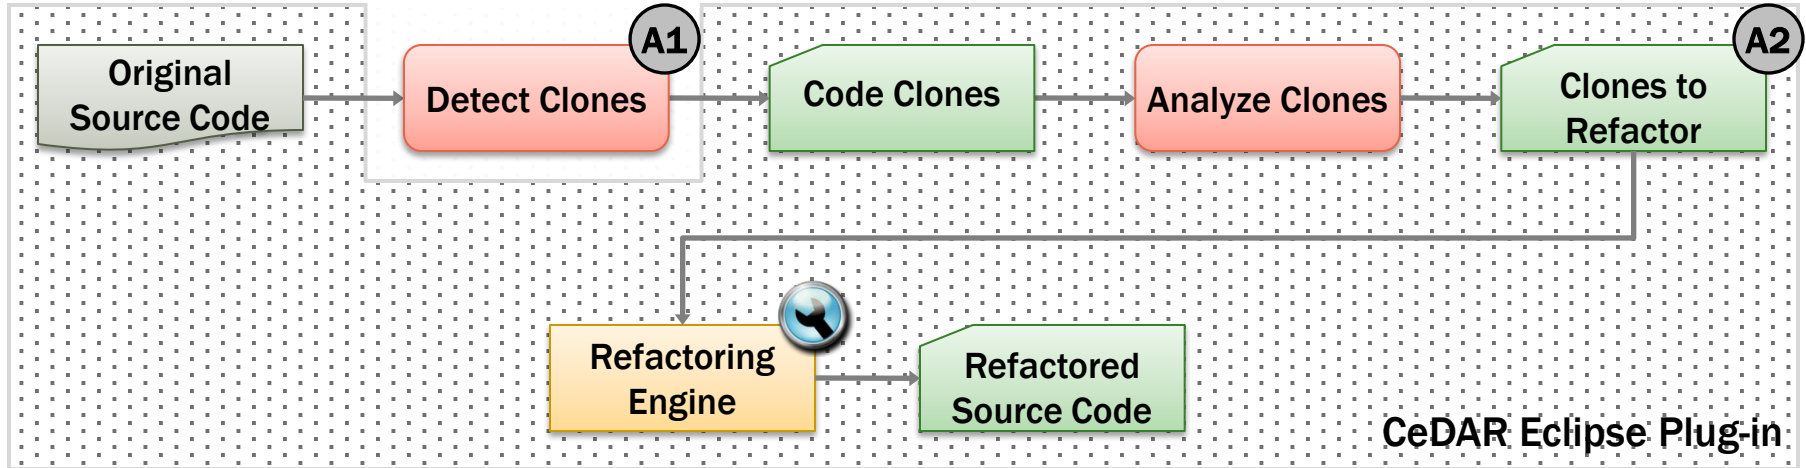 A1
A2
Original
Source Code
Detect Clones
Code Clones
Analyze Clones
Clones to
Refactor
Refactoring
Engine
Refactored
Source Code
CeDAR Eclipse Plug-in